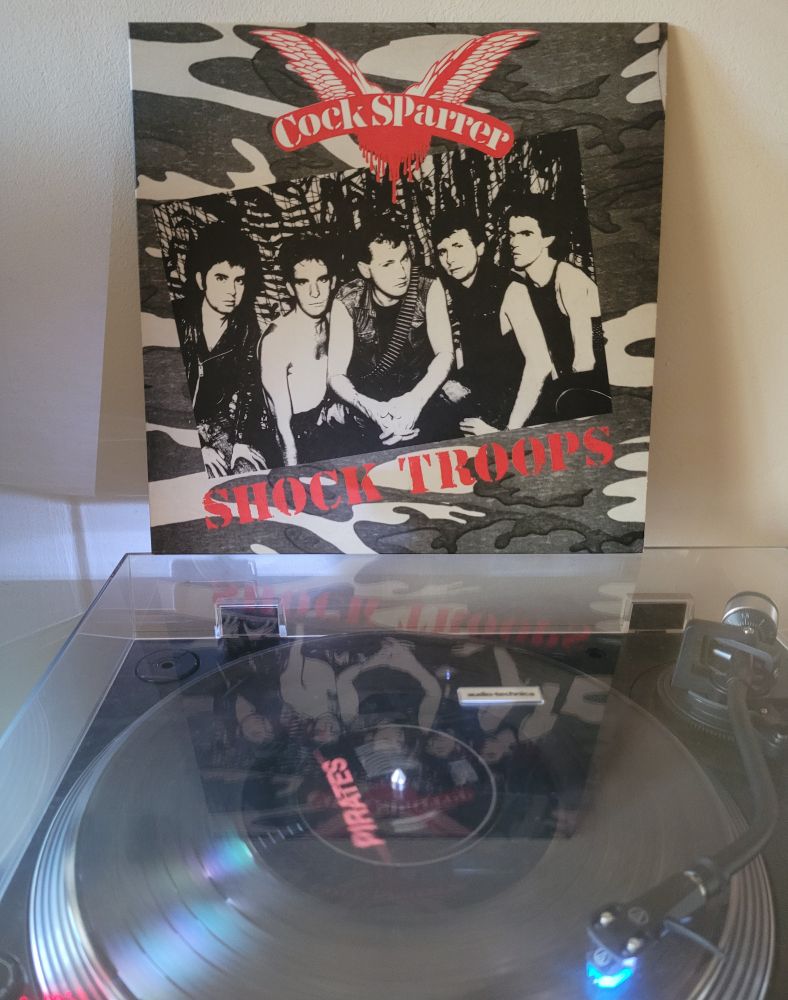 Cock Sparrer
SHOCK TROOPS
audio-technica
PIRATES